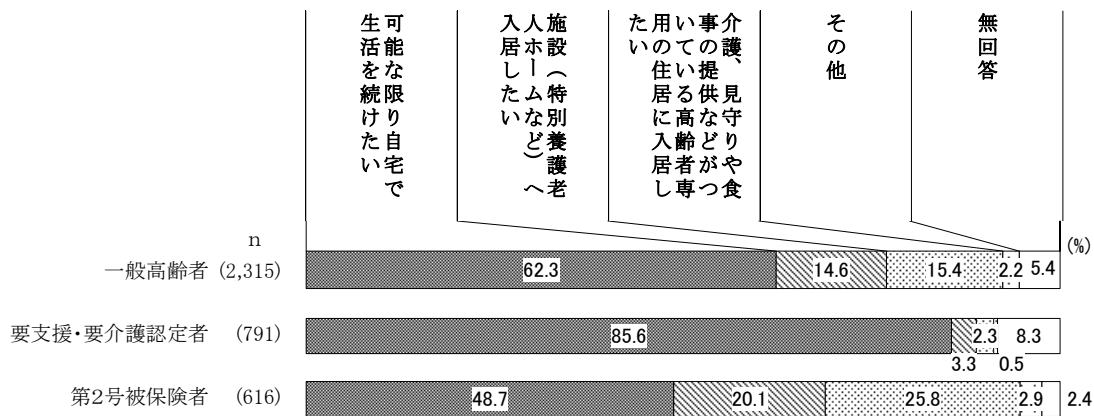 可能な限り自宅で
生活を続けたい
施設（特別養護老
人ホームなど）へ
入居したい
介護、見守りや食
事の提供などがつ
いている高齢者専
用の住居に入居し
たい
その他
無回答
n
(%)
一般高齢者 (2,315) 62.3 14.6 15.4 2.2 5.4
要支援・要介護認定者 (791) 85.6 2.3 8.3
3.3 0.5
第2号被保険者 (616) 48.7 20.1 25.8 2.9 2.4